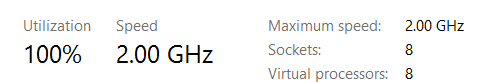 Utilization Speed
100% 2.00 GHz
Maximum speed: 2.00 GHz
Sockets: 8
Virtual processors: 8